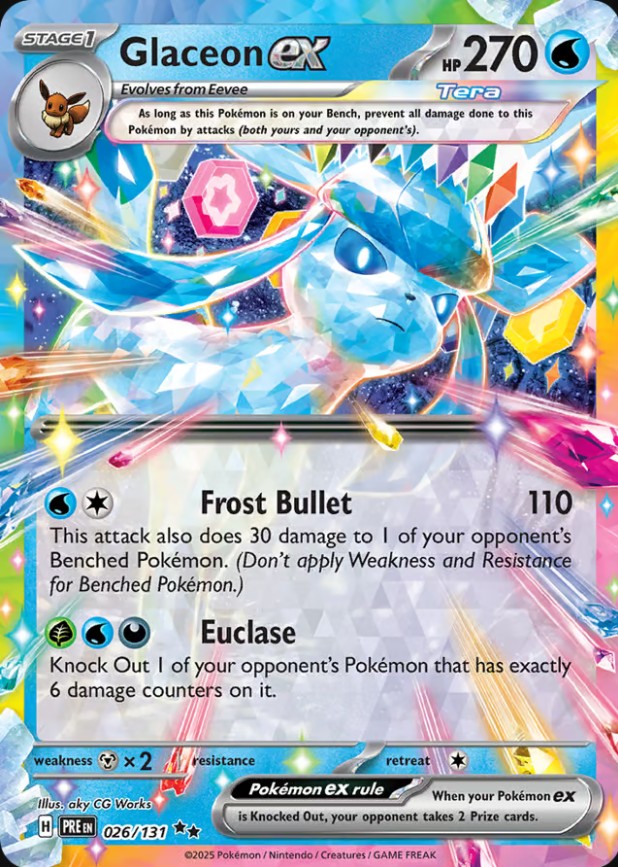 STAGE1 Glaceon ex HP 270
Evolves from Eevee Tera
As long as this Pokémon is on your Bench, prevent all damage done to this
Pokémon by attacks (both yours and your opponent's).
Frost Bullet 110
This attack also does 30 damage to 1 of your opponent's
Benched Pokémon. (Don't apply Weakness and Resistance
for Benched Pokémon.)
Euclase
Knock Out 1 of your opponent's Pokémon that has exactly
6 damage counters on it.
weakness ×2 resistance retreat
Illus. aky CG Works
Pokémon ex rule When your Pokémon ex
is Knocked Out, your opponent takes 2 Prize cards.
H PRE EN 026/131
©2025 Pokémon / Nintendo / Creatures / GAME FREAK